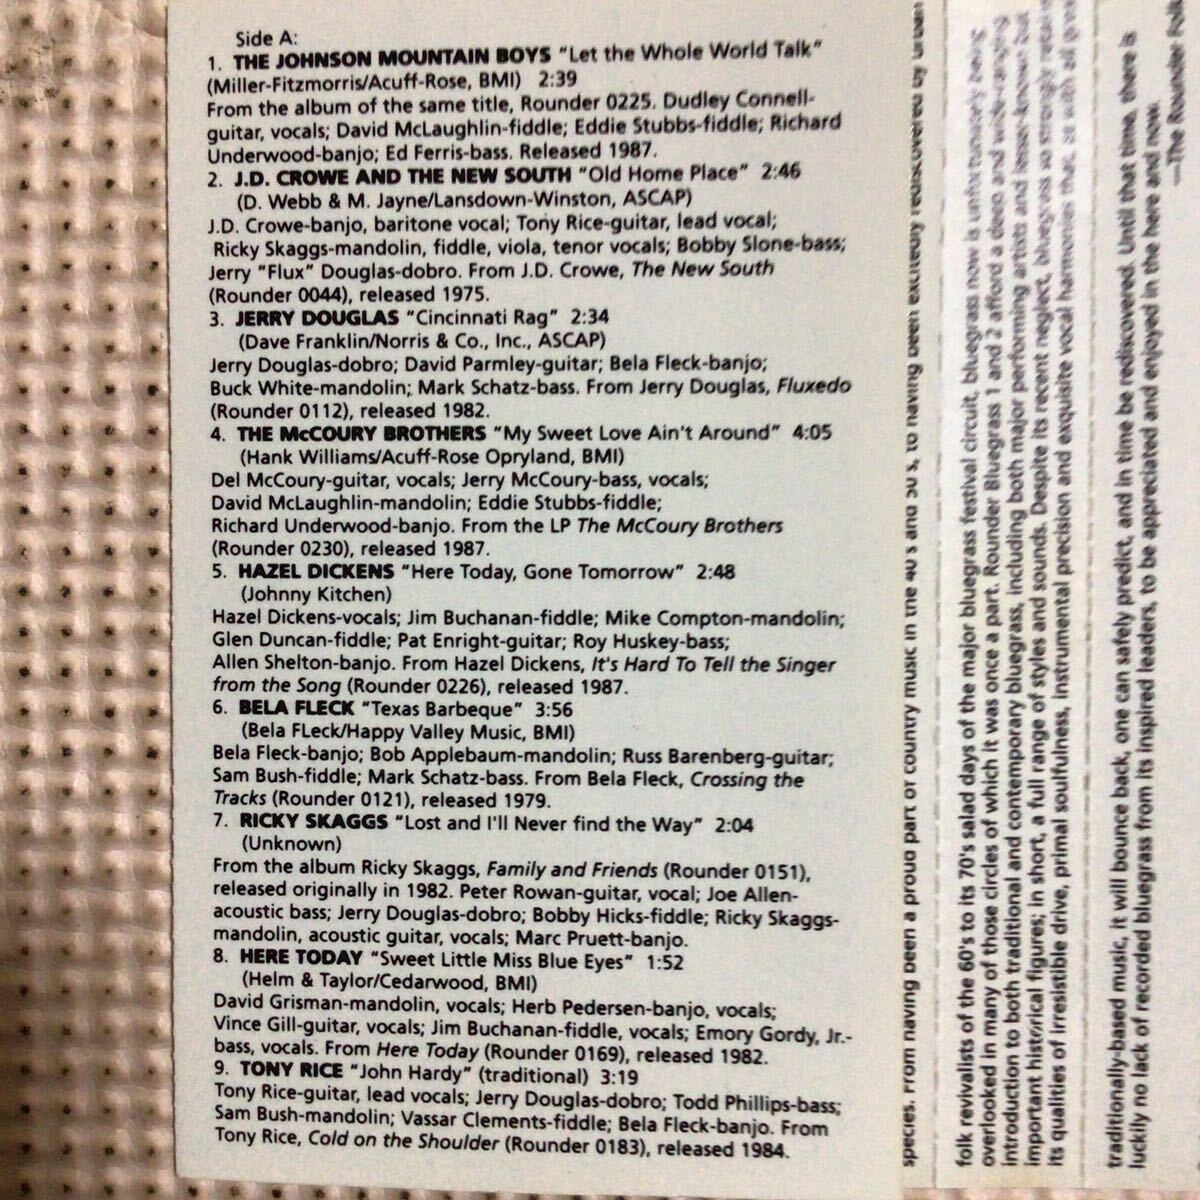 Side A:
1. THE JOHNSON MOUNTAIN BOYS "Let the Whole World Talk"
(Miller-Fitzmorris/Acuff-Rose, BMI) 2:39
From the album of the same title, Rounder 0225. Dudley Connell-
guitar, vocals; David McLaughlin-fiddle; Eddie Stubbs-fiddle; Richard
Underwood-banjo; Ed Ferris-bass. Released 1987.
2. J.D. CROWE AND THE NEW SOUTH "Old Home Place" 2:46
(D. Webb & M. Jayne/Lansdown-Winston, ASCAP)
J.D. Crowe-banjo, baritone vocal; Tony Rice-guitar, lead vocal;
Ricky Skaggs-mandolin, fiddle, viola, tenor vocals; Bobby Slone-bass;
Jerry "Flux" Douglas-dobro. From J.D. Crowe, The New South
(Rounder 0044), released 1975.
3. JERRY DOUGLAS "Cincinnati Rag" 2:34
(Dave Franklin/Norris & Co., Inc., ASCAP)
Jerry Douglas-dobro; David Parmley-guitar; Bela Fleck-banjo;
Buck White-mandolin; Mark Schatz-bass. From Jerry Douglas, Fluxedo
(Rounder 0112), released 1982.
4. THE McCOURY BROTHERS "My Sweet Love Ain't Around" 4:05
(Hank Williams/Acuff-Rose Opryland, BMI)
Del McCoury-guitar, vocals; Jerry McCoury-bass, vocals;
David McLaughlin-mandolin; Eddie Stubbs-fiddle;
Richard Underwood-banjo. From the LP The McCoury Brothers
(Rounder 0230), released 1987.
5. HAZEL DICKENS "Here Today, Gone Tomorrow" 2:48
(Johnny Kitchen)
Hazel Dickens-vocals; Jim Buchanan-fiddle; Mike Compton-mandolin;
Glen Duncan-fiddle; Pat Enright-guitar; Roy Huskey-bass;
Allen Shelton-banjo. From Hazel Dickens, It's Hard To Tell the Singer
from the Song (Rounder 0226), released 1987.
6. BELA FLECK "Texas Barbeque" 3:56
(Bela FLeck/Happy Valley Music, BMI)
Bela Fleck-banjo; Bob Applebaum-mandolin; Russ Barenberg-guitar;
Sam Bush-fiddle; Mark Schatz-bass. From Bela Fleck, Crossing the
Tracks (Rounder 0121), released 1979.
7. RICKY SKAGGS "Lost and I'll Never find the Way" 2:04
(Unknown)
From the album Ricky Skaggs, Family and Friends (Rounder 0151),
released originally in 1982. Peter Rowan-guitar, vocal; Joe Allen-
acoustic bass; Jerry Douglas-dobro; Bobby Hicks-fiddle; Ricky Skaggs-
mandolin, acoustic guitar, vocals; Marc Pruett-banjo.
8. HERE TODAY "Sweet Little Miss Blue Eyes" 1:52
(Helm & Taylor/Cedarwood, BMI)
David Grisman-mandolin, vocals; Herb Pedersen-banjo, vocals;
Vince Gill-guitar, vocals; Jim Buchanan-fiddle, vocals; Emory Gordy, Jr.-
bass, vocals. From Here Today (Rounder 0169), released 1982.
9. TONY RICE "John Hardy" (traditional) 3:19
Tony Rice-guitar, lead vocals; Jerry Douglas-dobro; Todd Phillips-bass;
Sam Bush-mandolin; Vassar Clements-fiddle; Bela Fleck-banjo. From
Tony Rice, Cold on the Shoulder (Rounder 0183), released 1984.
species. From having been a proud part of country music in the 40's and 50's, to having been excitedly rediscovered by urban
folk revivalists of the 60's to its 70's salad days of the major bluegrass festival circuit, bluegrass now is unfortunately being
overlooked in many of those circles of which it was once a part. Rounder Bluegrass 1 and 2 afford a deep and wide-ranging
introduction to both traditional and contemporary bluegrass, including both major performing artists and lesser-known but
important historical figures; in short, a full range of styles and sounds. Despite its recent neglect, bluegrass so strongly retains
its qualities of irresistible drive, primal soulfulness, instrumental precision and exquisite vocal harmonies that, as with all great
traditionally-based music, it will bounce back, one can safely predict, and in time be rediscovered. Until that time, there is
luckily no lack of recorded bluegrass from its inspired leaders, to be appreciated and enjoyed in the here and now.
—The Rounder Folk